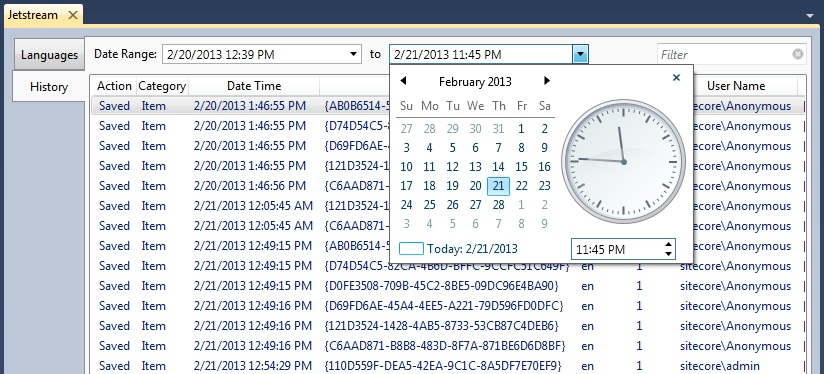 Jetstream
Languages
History
Date Range: 2/20/2013 12:39 PM to 2/21/2013 11:45 PM Filter
Action Category Date Time User Name
Saved Item 2/20/2013 1:46:55 PM {AB0B6514-5 sitecore\Anonymous
Saved Item 2/20/2013 1:46:55 PM {D74D54C5-8 sitecore\Anonymous
Saved Item 2/20/2013 1:46:55 PM {D69FD6AE-4 sitecore\Anonymous
Saved Item 2/20/2013 1:46:55 PM {121D3524-1 sitecore\Anonymous
Saved Item 2/20/2013 1:46:56 PM {C6AAD871- sitecore\Anonymous
Saved Item 2/21/2013 12:05:45 AM {121D3524-1 sitecore\Anonymous
Saved Item 2/21/2013 12:05:45 AM {C6AAD871- sitecore\Anonymous
Saved Item 2/21/2013 12:49:15 PM {AB0B6514-5 sitecore\Anonymous
Saved Item 2/21/2013 12:49:15 PM {D74D54C5-82CA-4B6D-BFFC-9CCFC51C649F} en 1 sitecore\Anonymous
Saved Item 2/21/2013 12:49:15 PM {D0FE3508-709B-45C2-8BE5-09DC96E4BA90} en 1 sitecore\Anonymous
Saved Item 2/21/2013 12:49:16 PM {D69FD6AE-45A4-4EE5-A221-79D596FD0DFC} en 1 sitecore\Anonymous
Saved Item 2/21/2013 12:49:16 PM {121D3524-1428-4AB5-8733-53CB87C4DEB6} en 1 sitecore\Anonymous
Saved Item 2/21/2013 12:49:16 PM {C6AAD871-B8B8-483D-8F7A-871BE6D6D8BF} en 1 sitecore\Anonymous
Saved Item 2/21/2013 12:54:29 PM {110D559F-DEA5-42EA-9C1C-8A5DF7E70EF9} en 1 sitecore\admin
February 2013
Su Mo Tu We Th Fr Sa
27 28 29 30 31 1 2
3 4 5 6 7 8 9
10 11 12 13 14 15 16
17 18 19 20 21 22 23
24 25 26 27 28 1 2
3 4 5 6 7 8 9
Today: 2/21/2013
11:45 PM